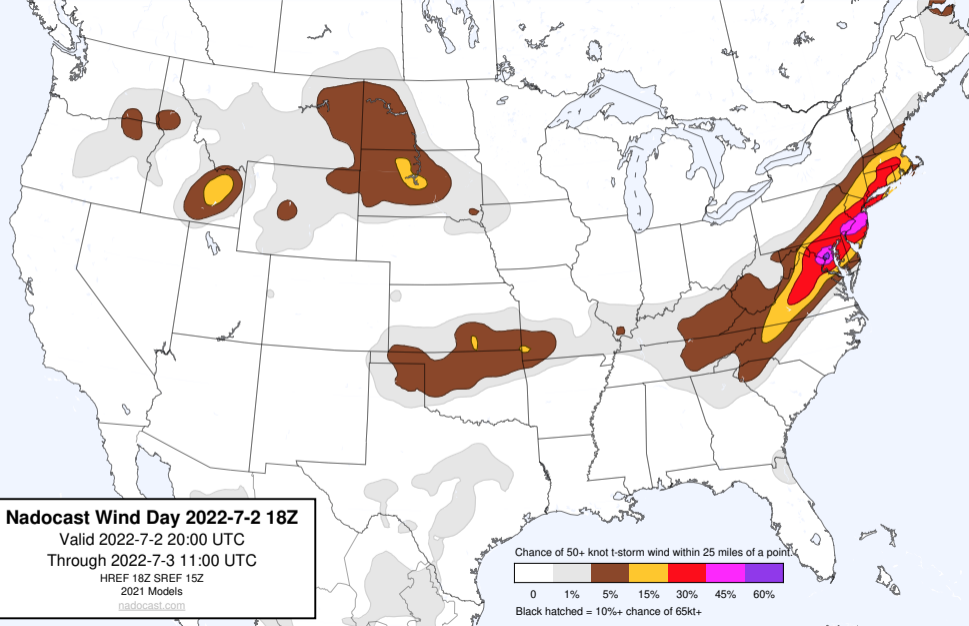 Nadocast Wind Day 2022-7-2 18Z
Valid 2022-7-2 20:00 UTC
Through 2022-7-3 11:00 UTC
HREF 18Z SREF 15Z
2021 Models
nadocast.com
Chance of 50+ knot t-storm wind within 25 miles of a point.
0 1% 5% 15% 30% 45% 60%
Black hatched = 10%+ chance of 65kt+